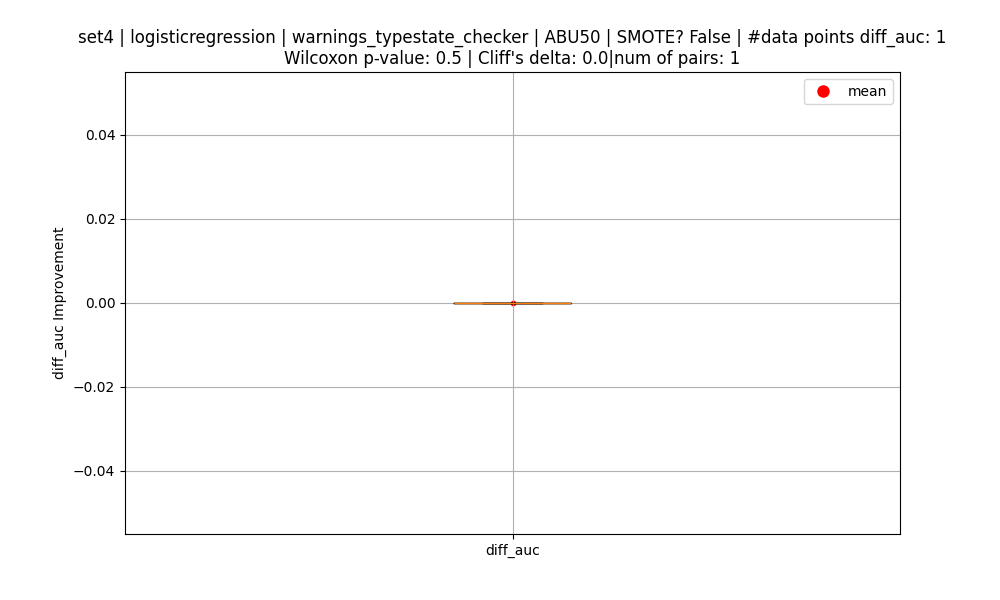 set4 | logisticregression | warnings_typestate_checker | ABU50 | SMOTE? False | #data points diff_auc: 1
Wilcoxon p-value: 0.5 | Cliff's delta: 0.0|num of pairs: 1
mean
0.04
0.02
0.00
−0.02
−0.04
diff_auc Improvement
diff_auc